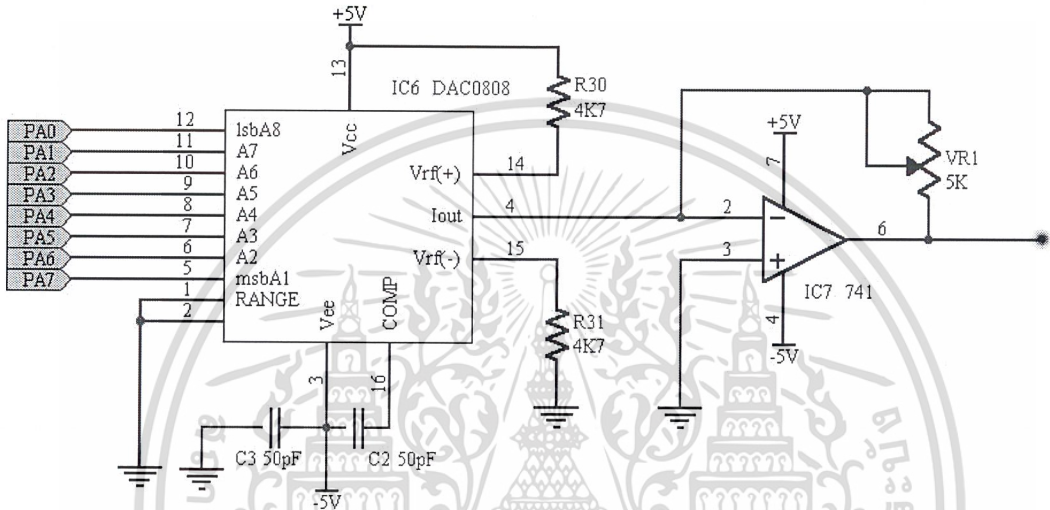 +5V
13
IC6 DAC0808
R30
4K7
PA0
PA1
PA2
PA3
PA4
PA5
PA6
PA7
12
11
10
9
8
7
6
5
1
2
lsbA8
A7
A6
A5
A4
A3
A2
msbA1
RANGE
Vcc
Vrf(+)
Iout
Vrf(-)
Vee
COMP
14
4
15
3
16
R31
4K7
C3 50pF
C2 50pF
-5V
+5V
7
2
3
6
4
IC7 741
-5V
VR1
5K